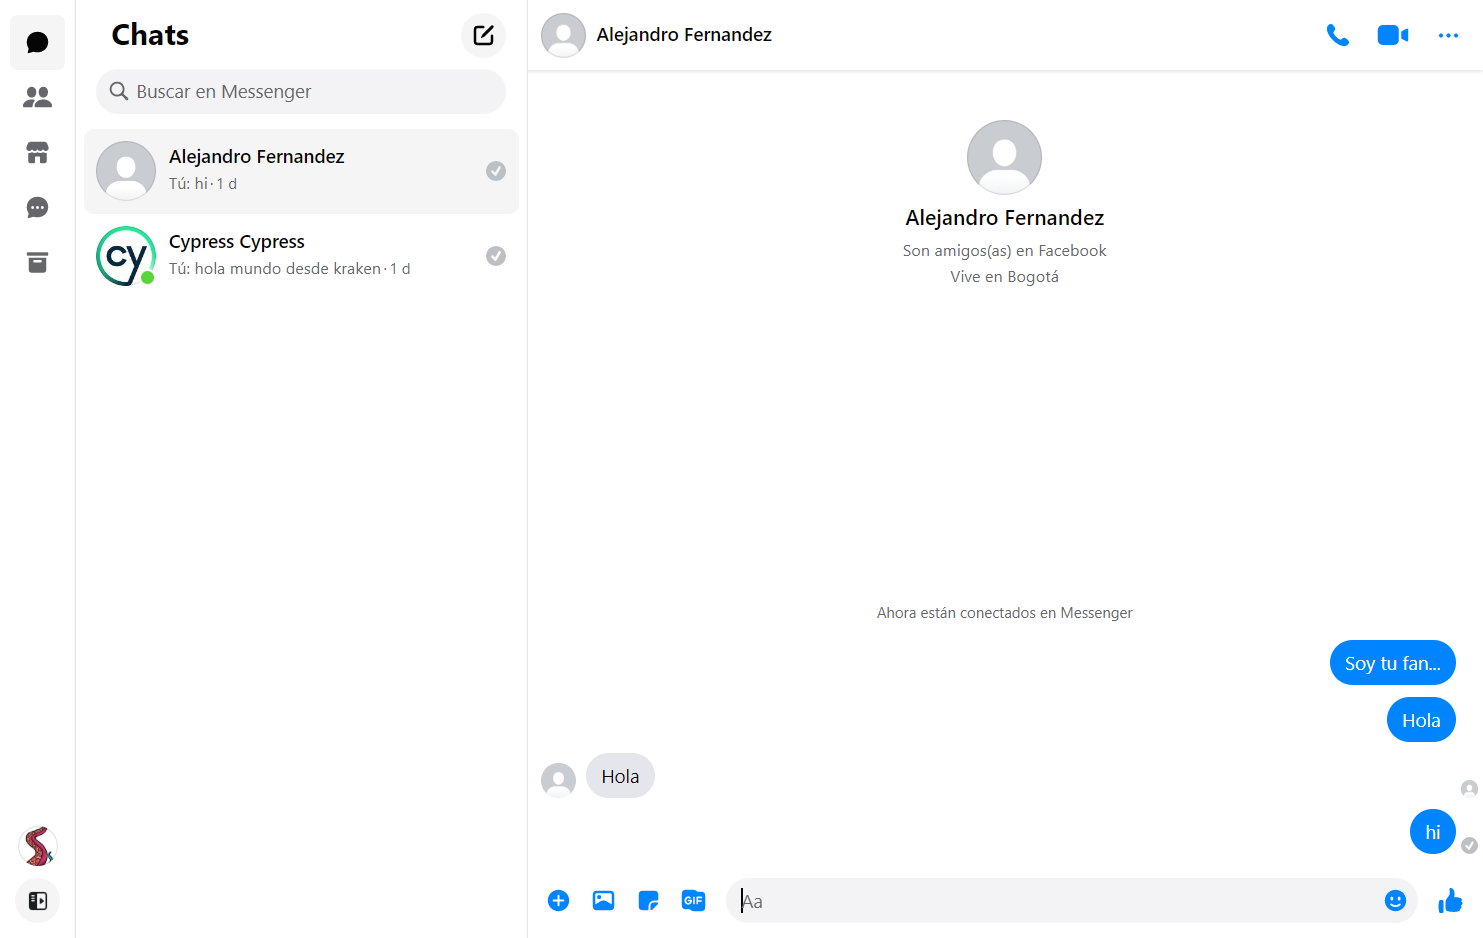 Chats
Buscar en Messenger
Alejandro Fernandez
Tú: hi · 1 d
cy
Cypress Cypress
Tú: hola mundo desde kraken · 1 d
Alejandro Fernandez
Alejandro Fernandez
Son amigos(as) en Facebook
Vive en Bogotá
Ahora están conectados en Messenger
Soy tu fan...
Hola
Hola
hi
GIF
Aa